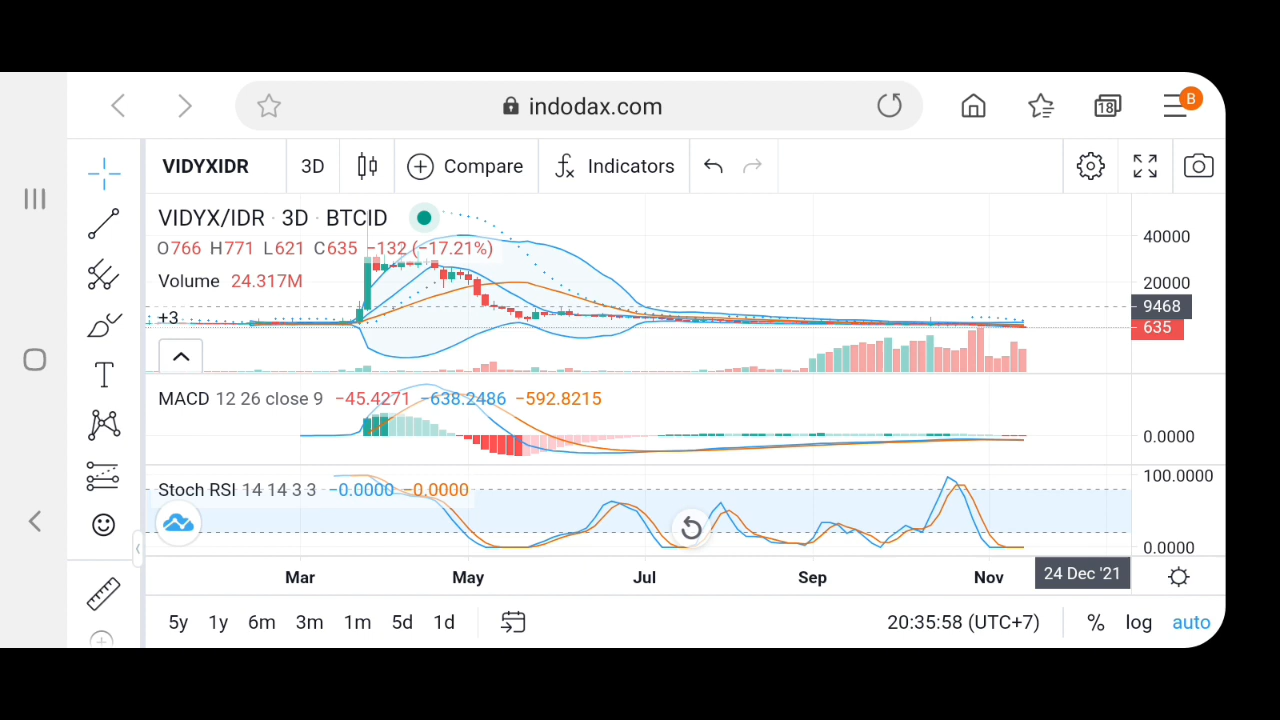 indodax.com
18
B
VIDYXIDR
3D
Compare
Indicators
VIDYX/IDR · 3D · BTCID
O766 H771 L621 C635 −132 (−17.21%)
Volume 24.317M
+3
40000
20000
9468
635
MACD 12 26 close 9 −45.4271 −638.2486 −592.8215
0.0000
Stoch RSI 14 14 3 3 −0.0000 −0.0000
100.0000
0.0000
Mar May Jul Sep Nov 24 Dec '21
5y 1y 6m 3m 1m 5d 1d 20:35:58 (UTC+7) % log auto